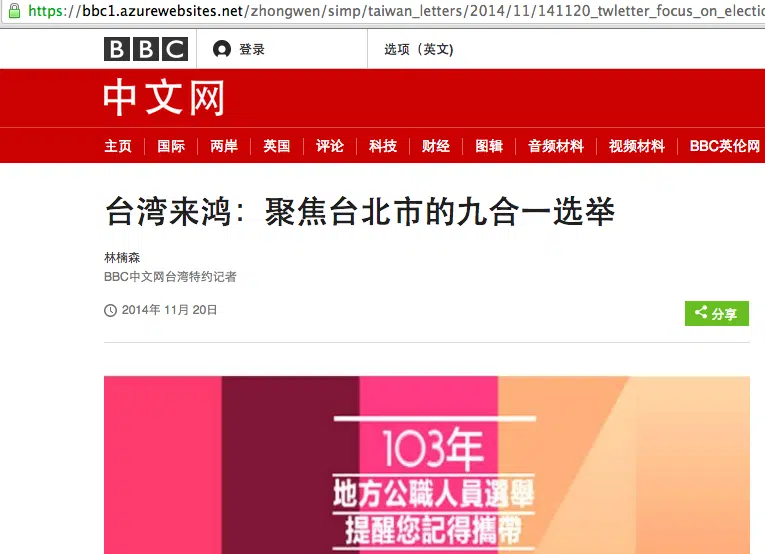 https://bbc1.azurewebsites.net/zhongwen/simp/taiwan_letters/2014/11/141120_twletter_focus_on_electio
BBC 登录 选项（英文)
中文网
主页 国际 两岸 英国 评论 科技 财经 图辑 音频材料 视频材料 BBC英伦网
台湾来鸿：聚焦台北市的九合一选举
林楠森
BBC中文网台湾特约记者
2014年 11月 20日
分享
103年
地方公職人員選舉
提醒您記得攜帶